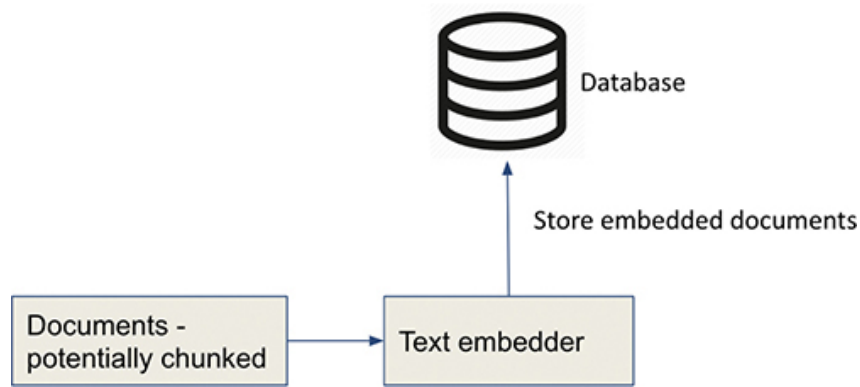 Database
Store embedded documents
Documents -
potentially chunked
Text embedder